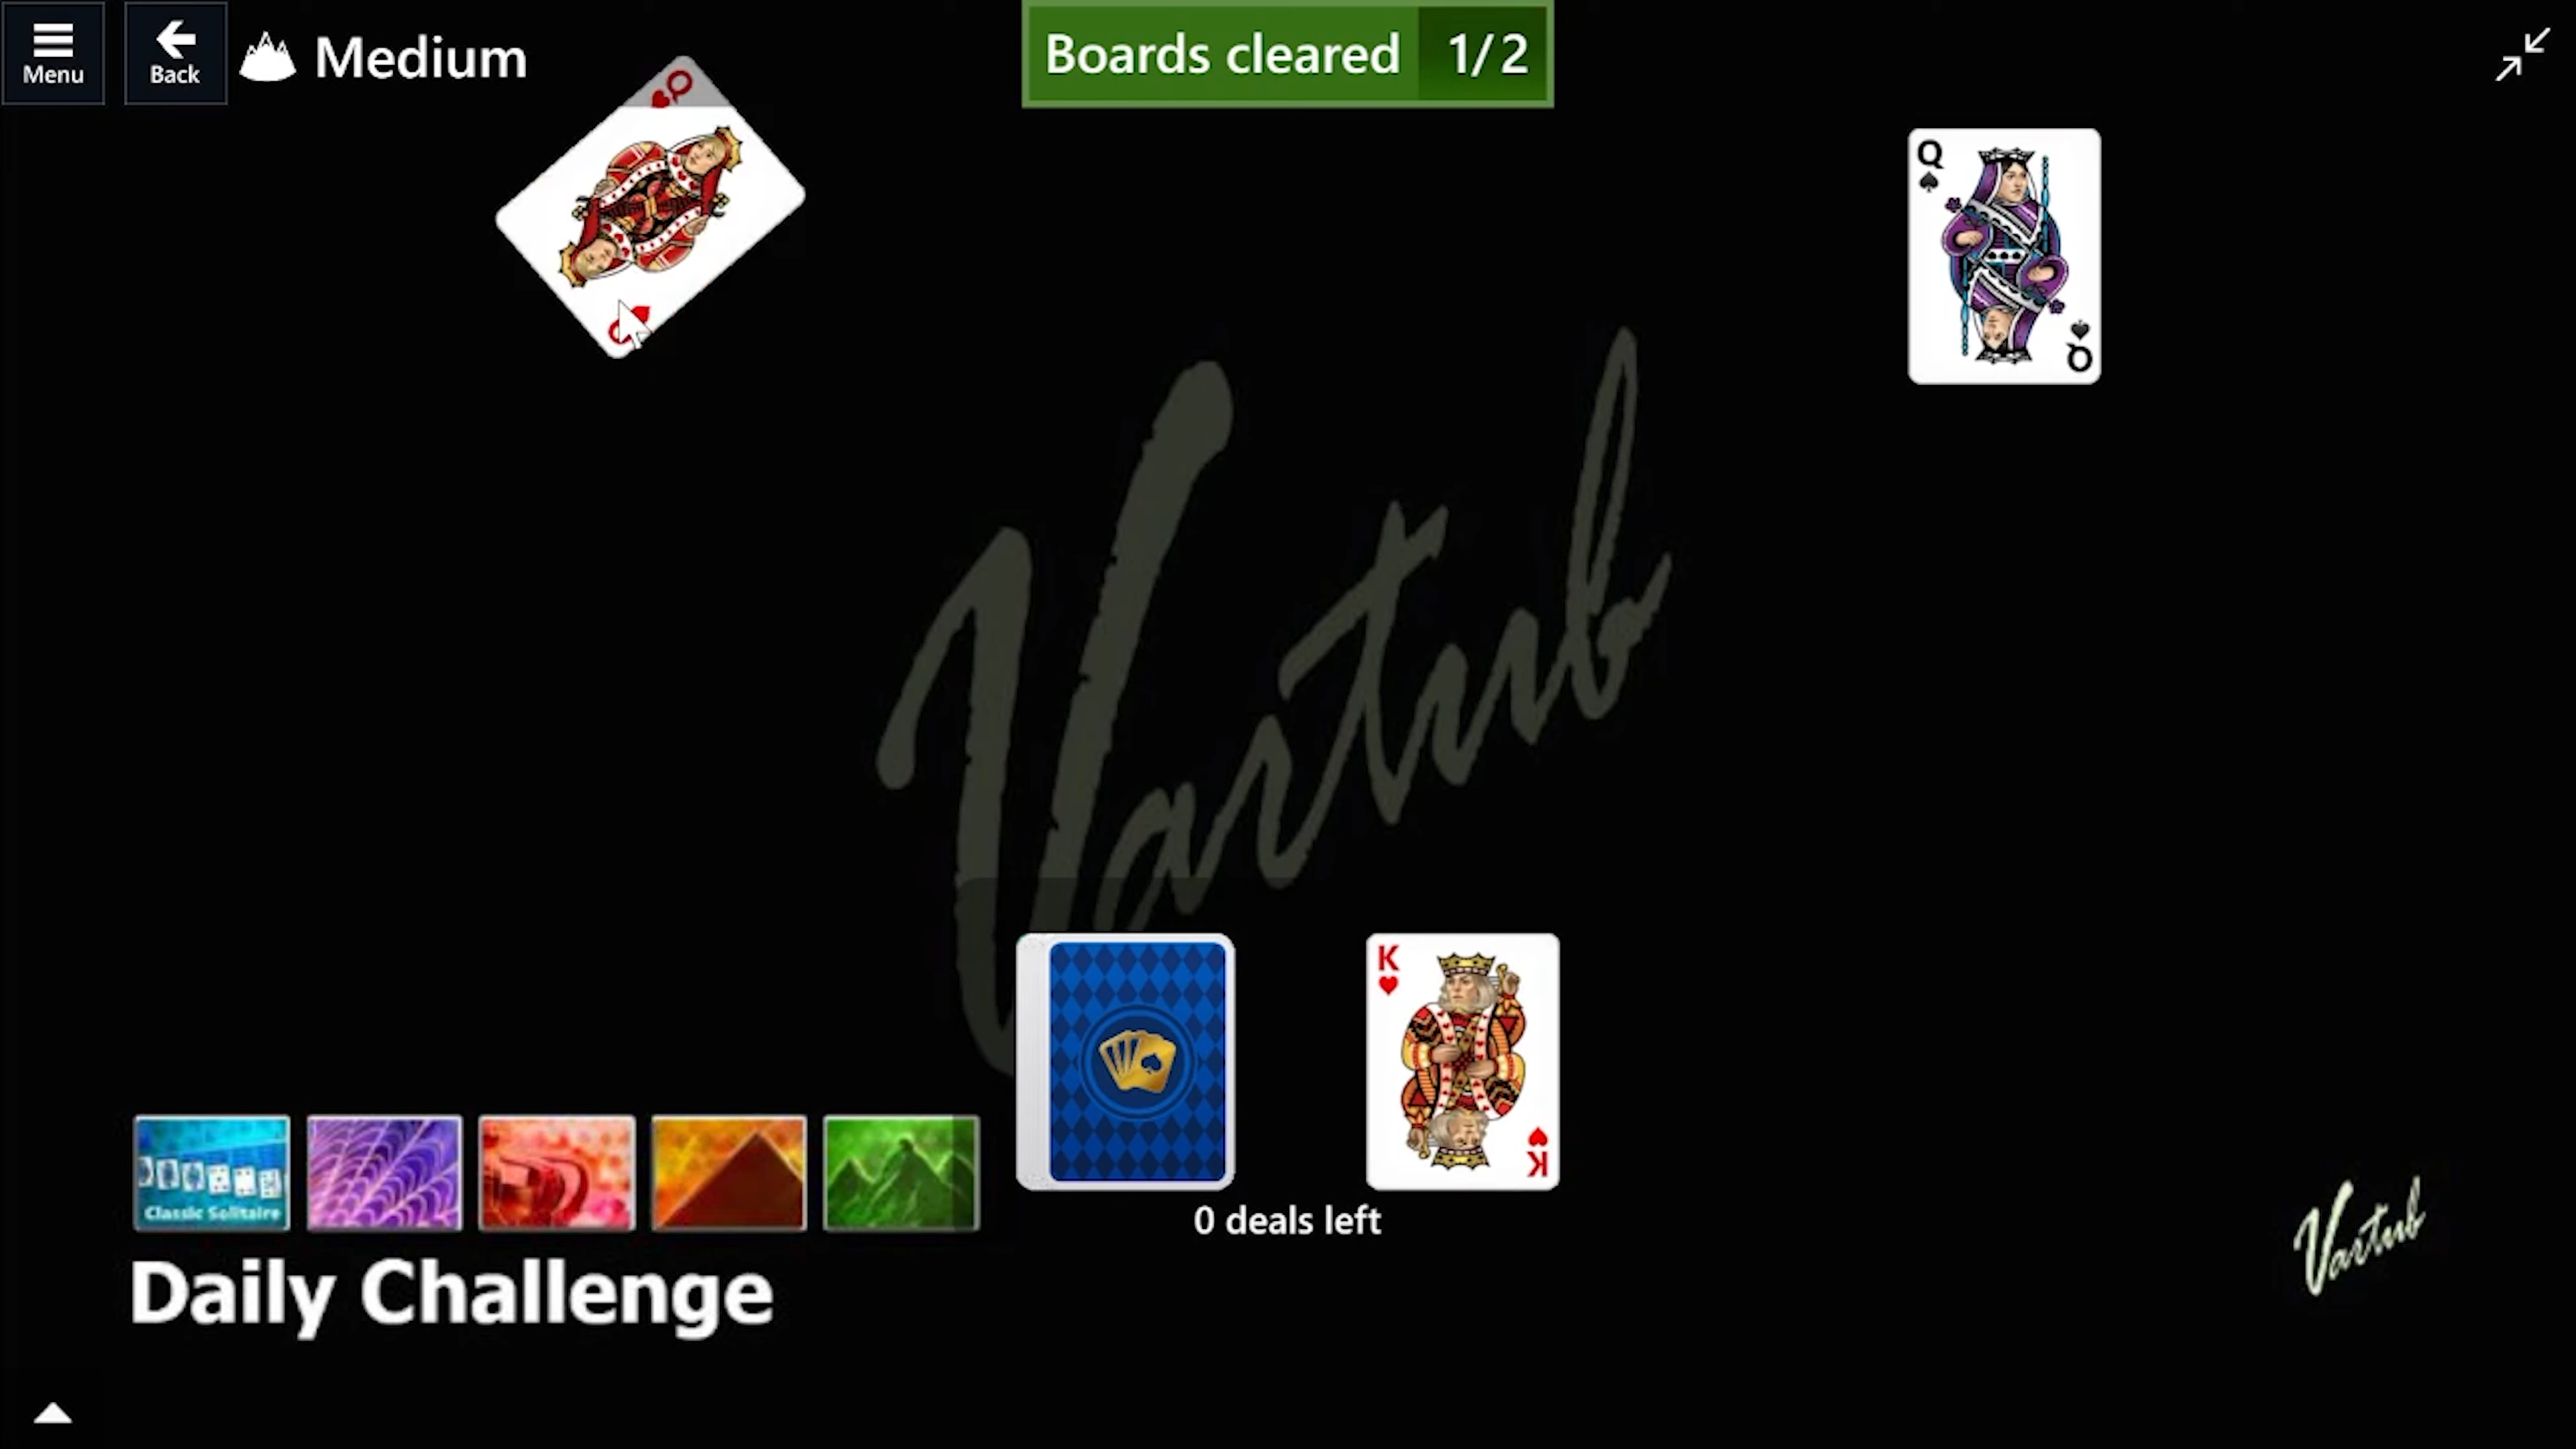 Menu
Back
Medium
Boards cleared 1/2
Q
Q
Q
Q
Vartub
K
K
0 deals left
Classic Solitaire
Daily Challenge
Vartub